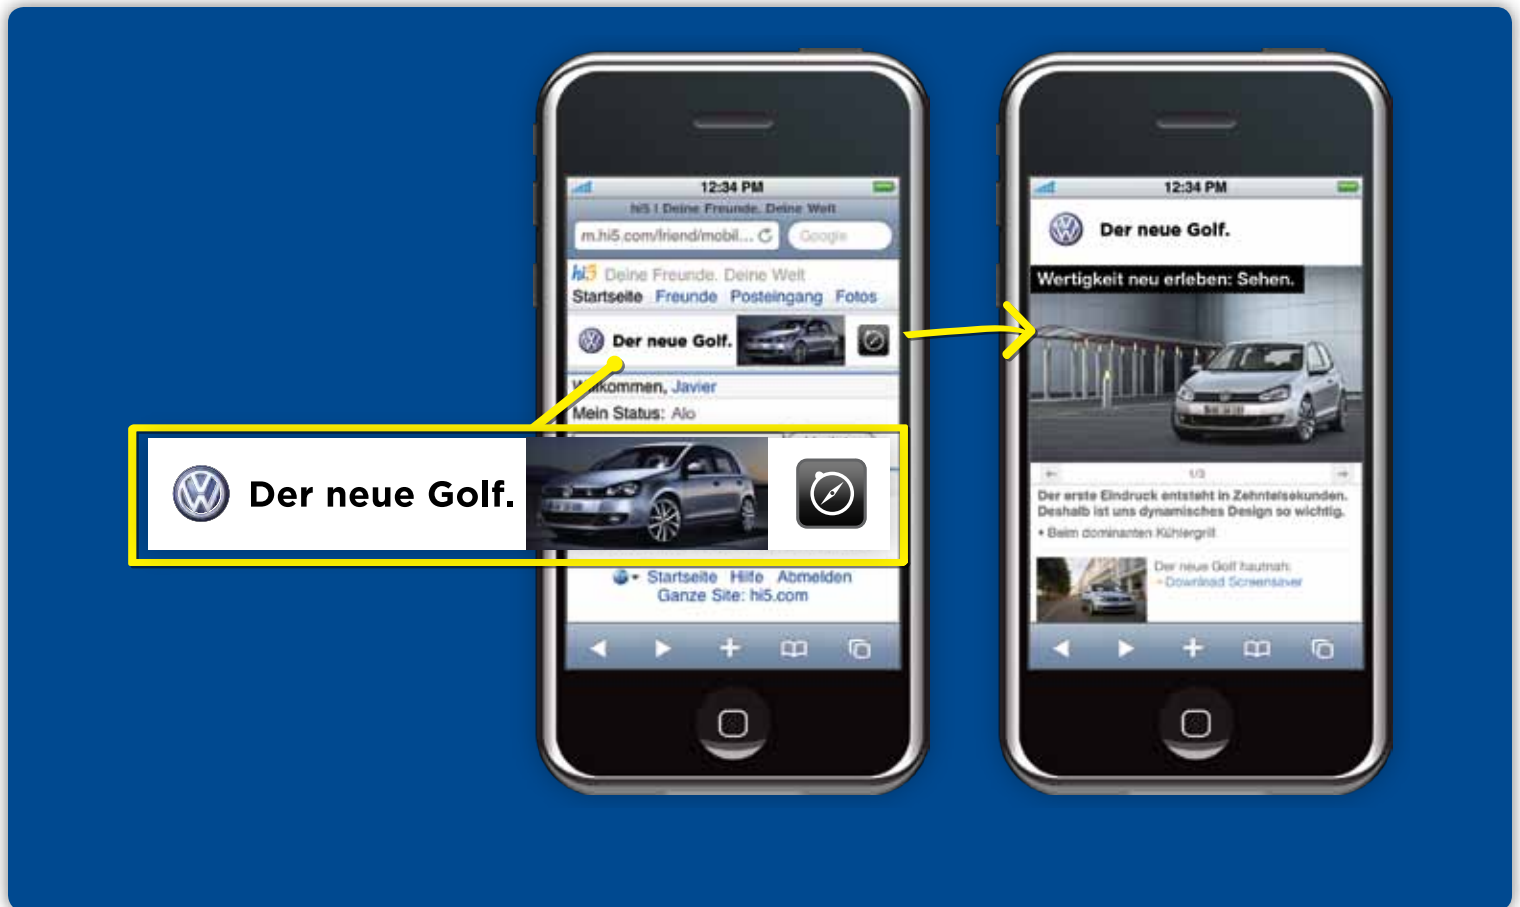 12:34 PM
hi5 | Deine Freunde. Deine Welt
m.hi5.com/friend/mobil...
Google
hi5 Deine Freunde. Deine Welt
Startseite Freunde Posteingang Fotos
Der neue Golf.
Willkommen, Javier
Mein Status: Alo
Der neue Golf.
Startseite Hilfe Abmelden
Ganze Site: hi5.com
12:34 PM
Der neue Golf.
Wertigkeit neu erleben: Sehen.
1/3
Der erste Eindruck entsteht in Zehntelsekunden.
Deshalb ist uns dynamisches Design so wichtig.
• Beim dominanten Kühlergrill
Der neue Golf hautnah:
Download Screensaver